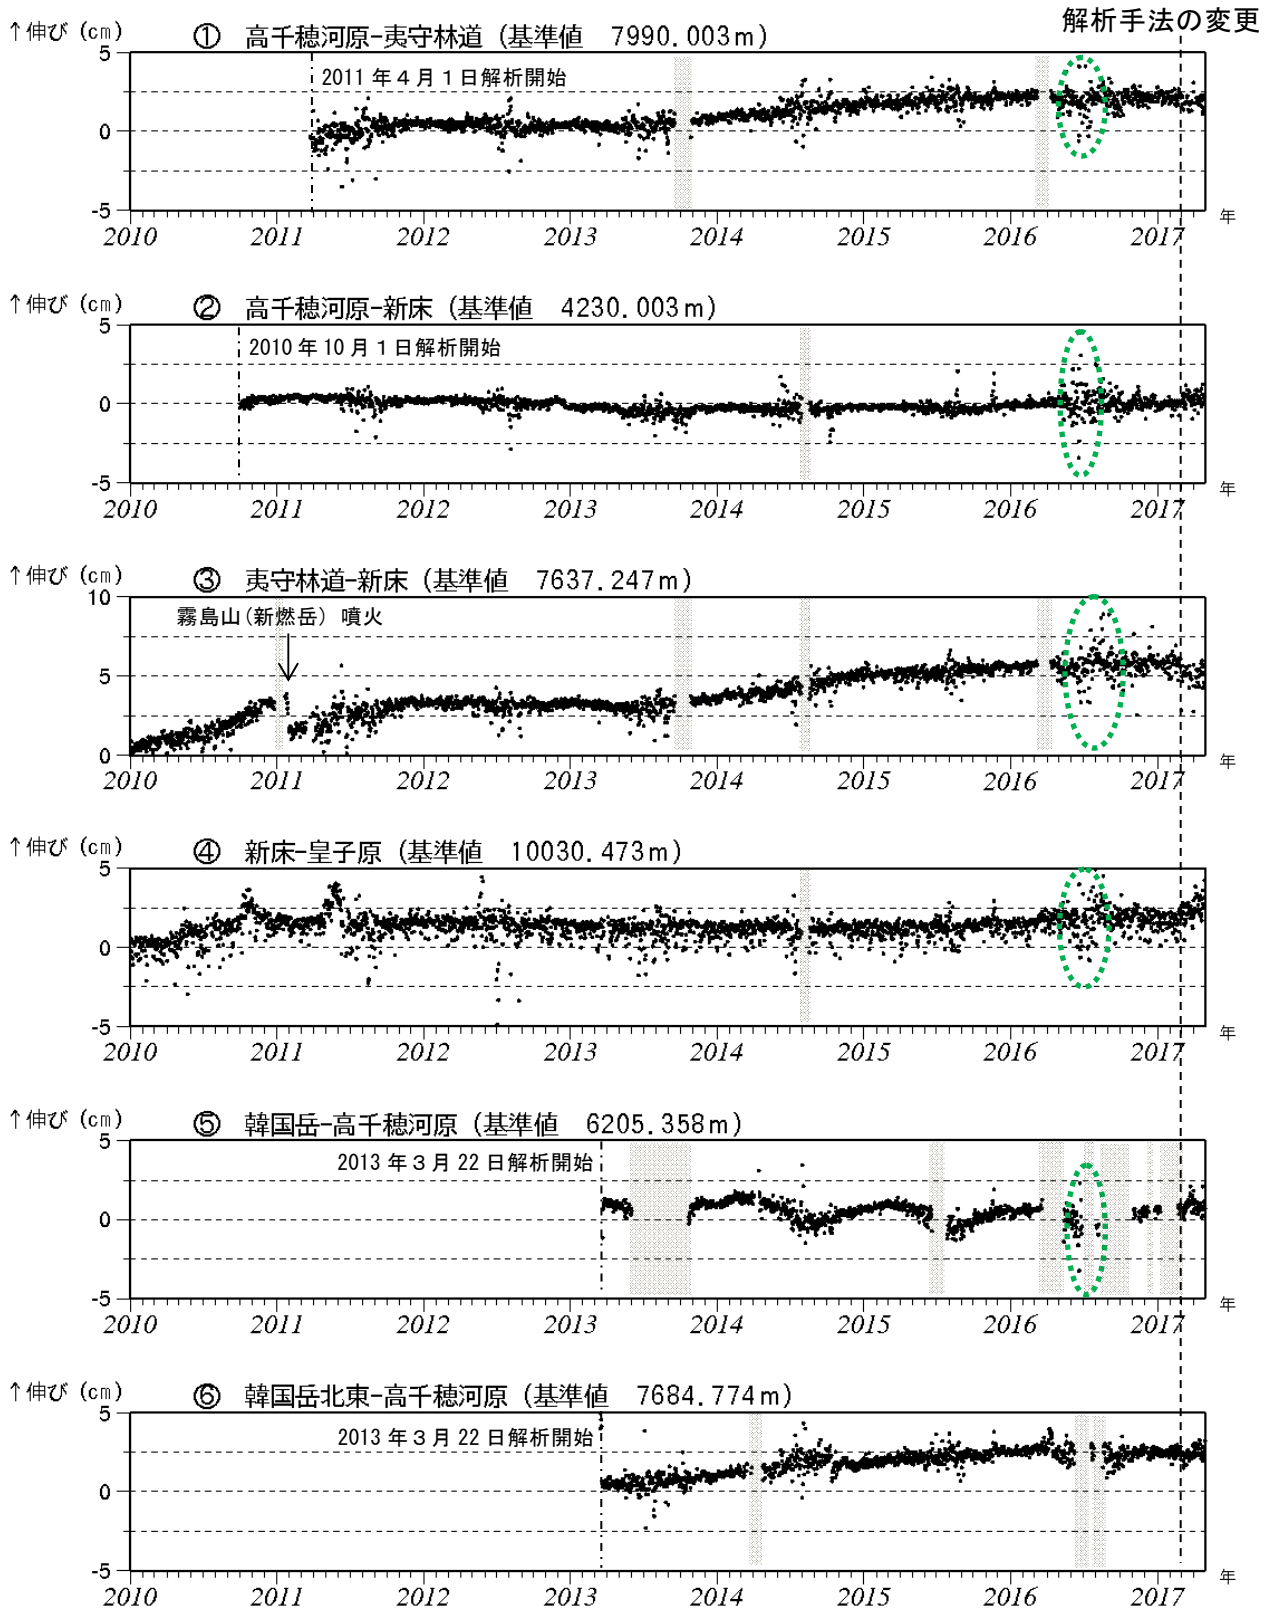 解析手法の変更
↑伸び (cm) ① 高千穂河原-夷守林道 (基準値 7990.003m)
2011年4月1日解析開始
5
0
-5
2010 2011 2012 2013 2014 2015 2016 2017 年
↑伸び (cm) ② 高千穂河原-新床 (基準値 4230.003m)
2010年10月1日解析開始
5
0
-5
2010 2011 2012 2013 2014 2015 2016 2017 年
↑伸び (cm) ③ 夷守林道-新床 (基準値 7637.247m)
霧島山(新燃岳) 噴火
10
5
0
2010 2011 2012 2013 2014 2015 2016 2017 年
↑伸び (cm) ④ 新床-皇子原 (基準値 10030.473m)
5
0
-5
2010 2011 2012 2013 2014 2015 2016 2017 年
↑伸び (cm) ⑤ 韓国岳-高千穂河原 (基準値 6205.358m)
2013年3月22日解析開始
5
0
-5
2010 2011 2012 2013 2014 2015 2016 2017 年
↑伸び (cm) ⑥ 韓国岳北東-高千穂河原 (基準値 7684.774m)
2013年3月22日解析開始
5
0
-5
2010 2011 2012 2013 2014 2015 2016 2017 年